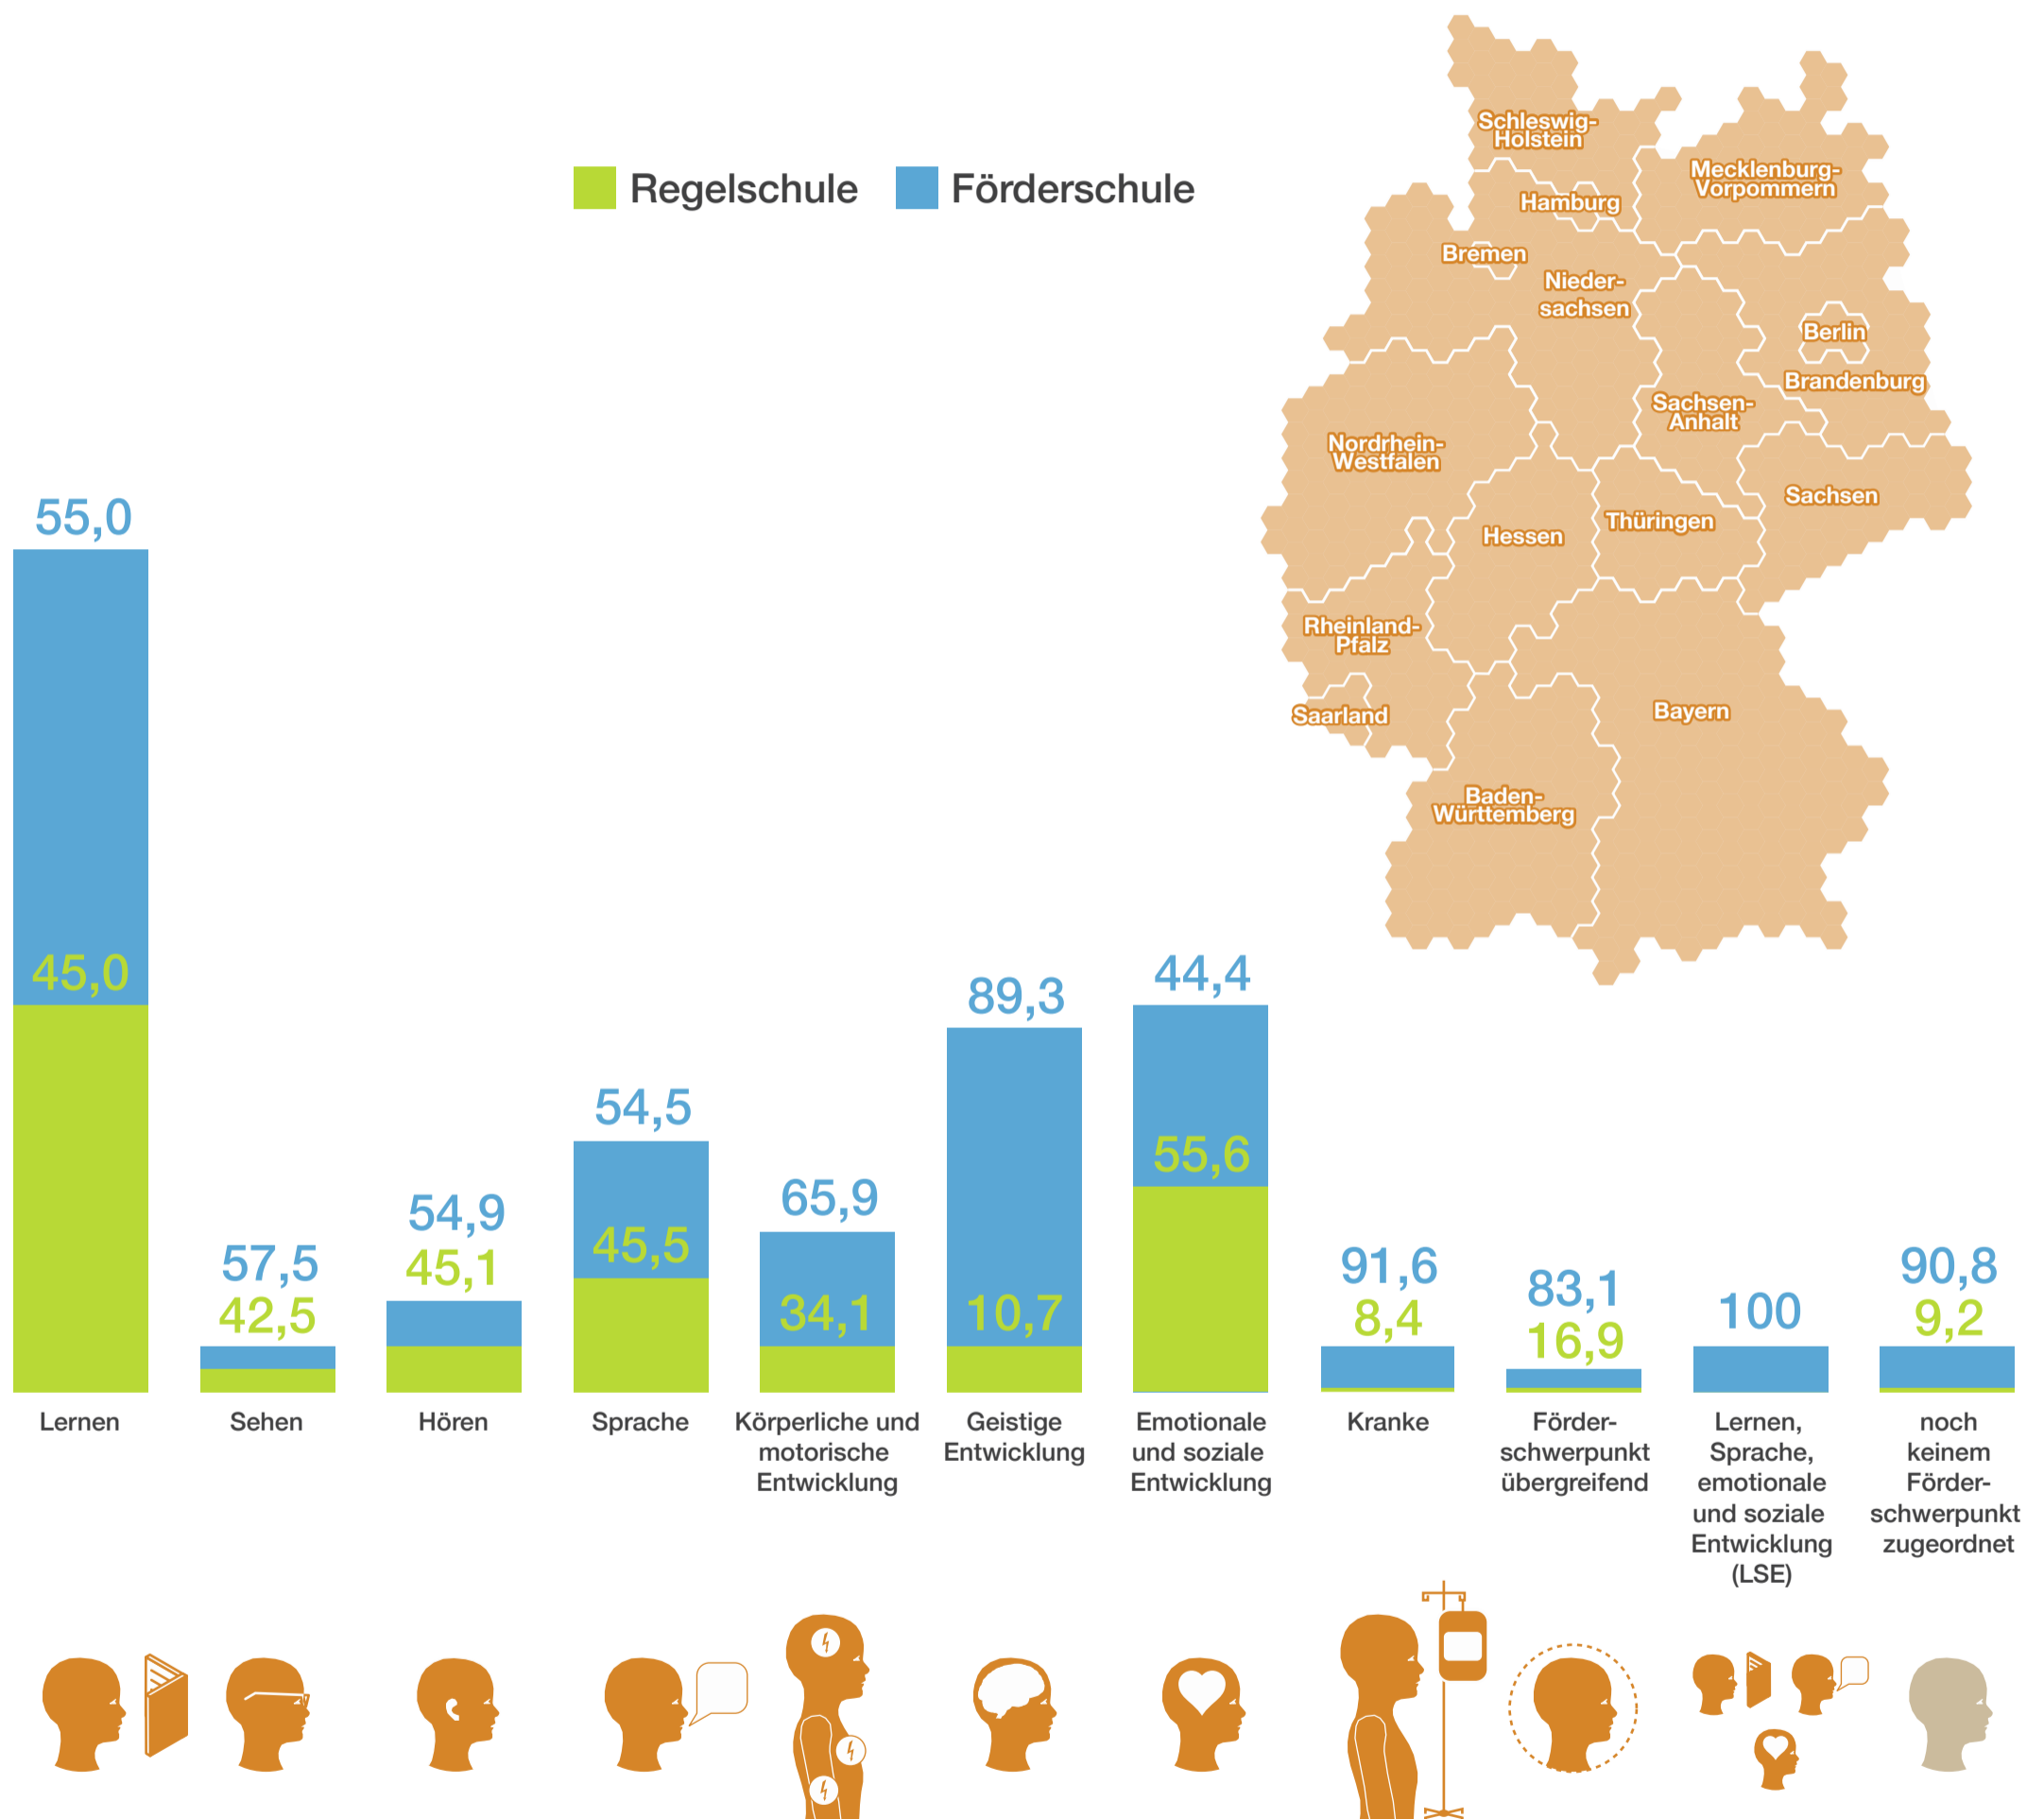 Regelschule
Förderschule
Schleswig-
Holstein
Mecklenburg-
Vorpommern
Hamburg
Bremen
Nieder-
sachsen
Berlin
Brandenburg
Sachsen-
Anhalt
Nordrhein-
Westfalen
Sachsen
Thüringen
Hessen
Rheinland-
Pfalz
Saarland
Bayern
Baden-
Württemberg
55,0
45,0
57,5
42,5
54,9
45,1
54,5
45,5
65,9
34,1
89,3
10,7
44,4
55,6
91,6
8,4
83,1
16,9
100
90,8
9,2
Lernen
Sehen
Hören
Sprache
Körperliche und
motorische
Entwicklung
Geistige
Entwicklung
Emotionale
und soziale
Entwicklung
Kranke
Förder-
schwerpunkt
übergreifend
Lernen,
Sprache,
emotionale
und soziale
Entwicklung
(LSE)
noch
keinem
Förder-
schwerpunkt
zugeordnet